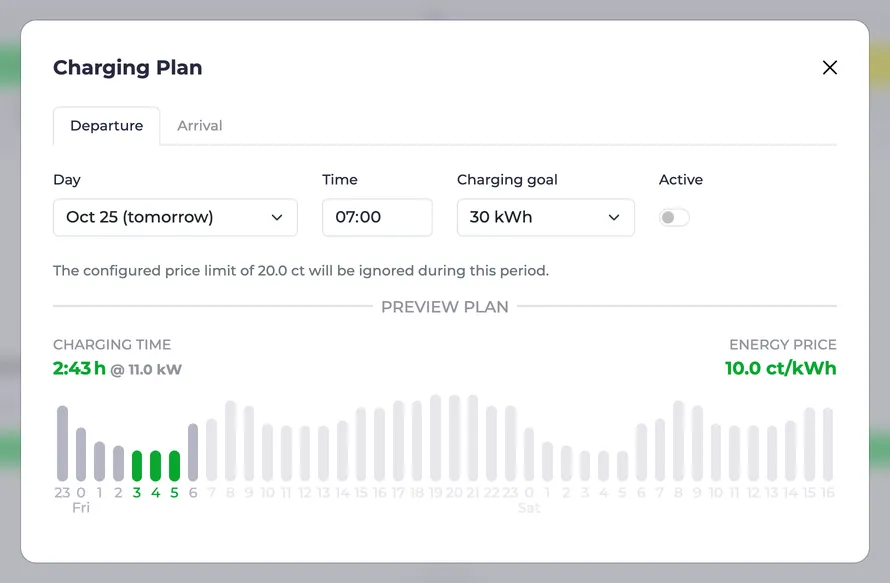 Charging Plan
Departure Arrival
Day Time Charging goal Active
Oct 25 (tomorrow) 07:00 30 kWh
The configured price limit of 20.0 ct will be ignored during this period.
PREVIEW PLAN
CHARGING TIME ENERGY PRICE
2:43 h @ 11.0 kW 10.0 ct/kWh
23 0 1 2 3 4 5 6 7 8 9 10 11 12 13 14 15 16 17 18 19 20 21 22 23 0 1 2 3 4 5 6 7 8 9 10 11 12 13 14 15 16
Fri Sat